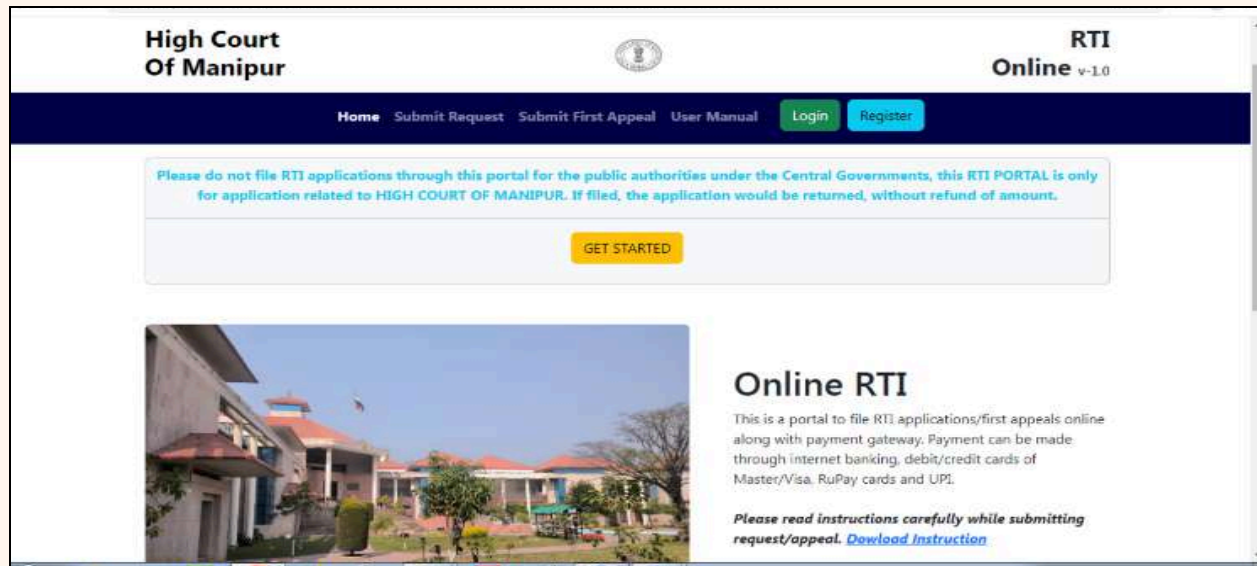 High Court
Of Manipur
RTI
Online v-1.0
Home Submit Request Submit First Appeal User Manual Login Register
Please do not file RTI applications through this portal for the public authorities under the Central Governments, this RTI PORTAL is only
for application related to HIGH COURT OF MANIPUR. If filed, the application would be returned, without refund of amount.
GET STARTED
Online RTI
This is a portal to file RTI applications/first appeals online
along with payment gateway. Payment can be made
through internet banking, debit/credit cards of
Master/Visa, RuPay cards and UPI.
Please read instructions carefully while submitting
request/appeal. Dowload Instruction